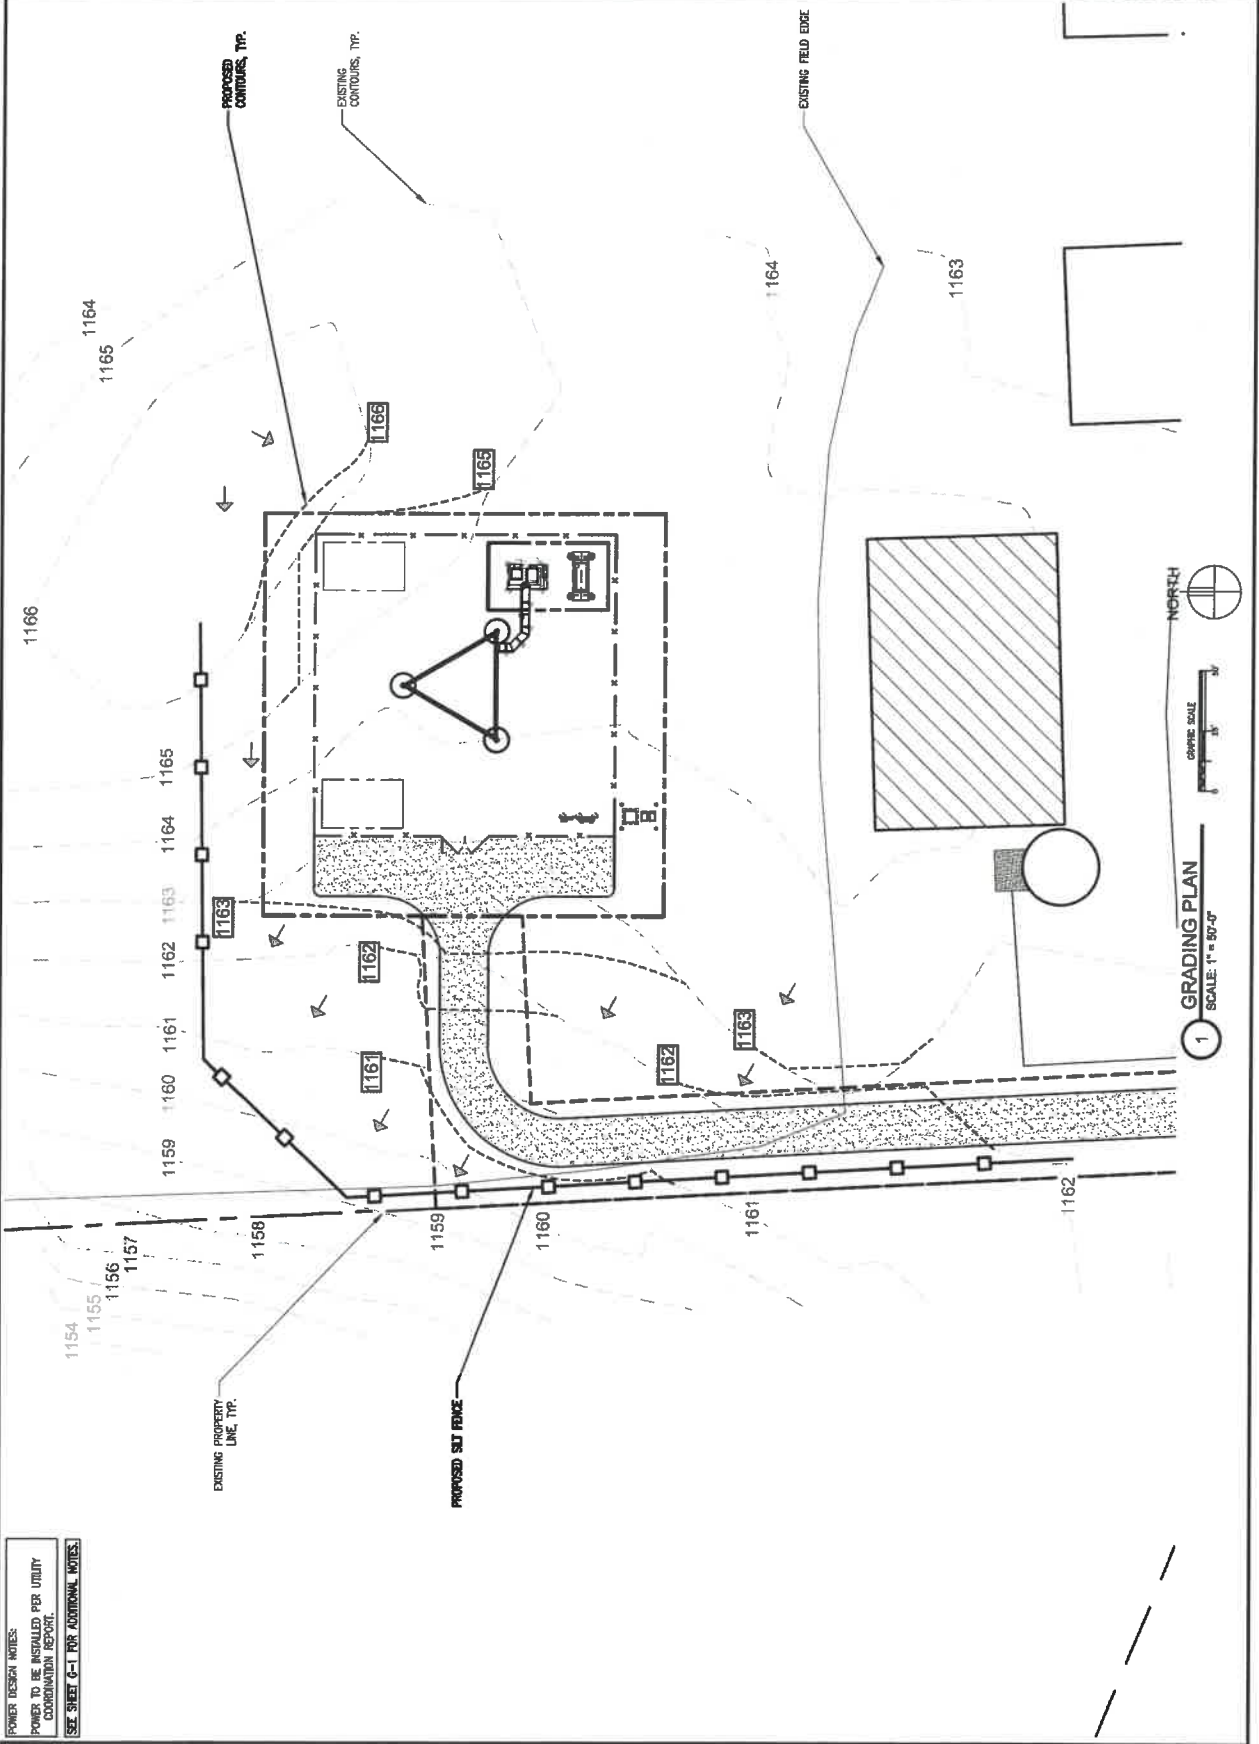 POWER DESIGN NOTES:
POWER TO BE INSTALLED PER UTILITY
COORDINATION REPORT.
SEE SHEET G-1 FOR ADDITIONAL NOTES.
EXISTING PROPERTY
LINE, TYP.
PROPOSED SILT FENCE
1154
1155
1156
1157
1158
1159
1160
1161
1162
1159
1160
1161
1162
1163
1164
1165
1166
1163
1162
1161
1162
1163
1166
1165
1164
1165
PROPOSED
CONTOURS, TYP.
EXISTING
CONTOURS, TYP.
EXISTING FIELD EDGE
1164
1163
1
GRADING PLAN
SCALE: 1" = 50'-0"
GRAPHIC SCALE
0
NORTH